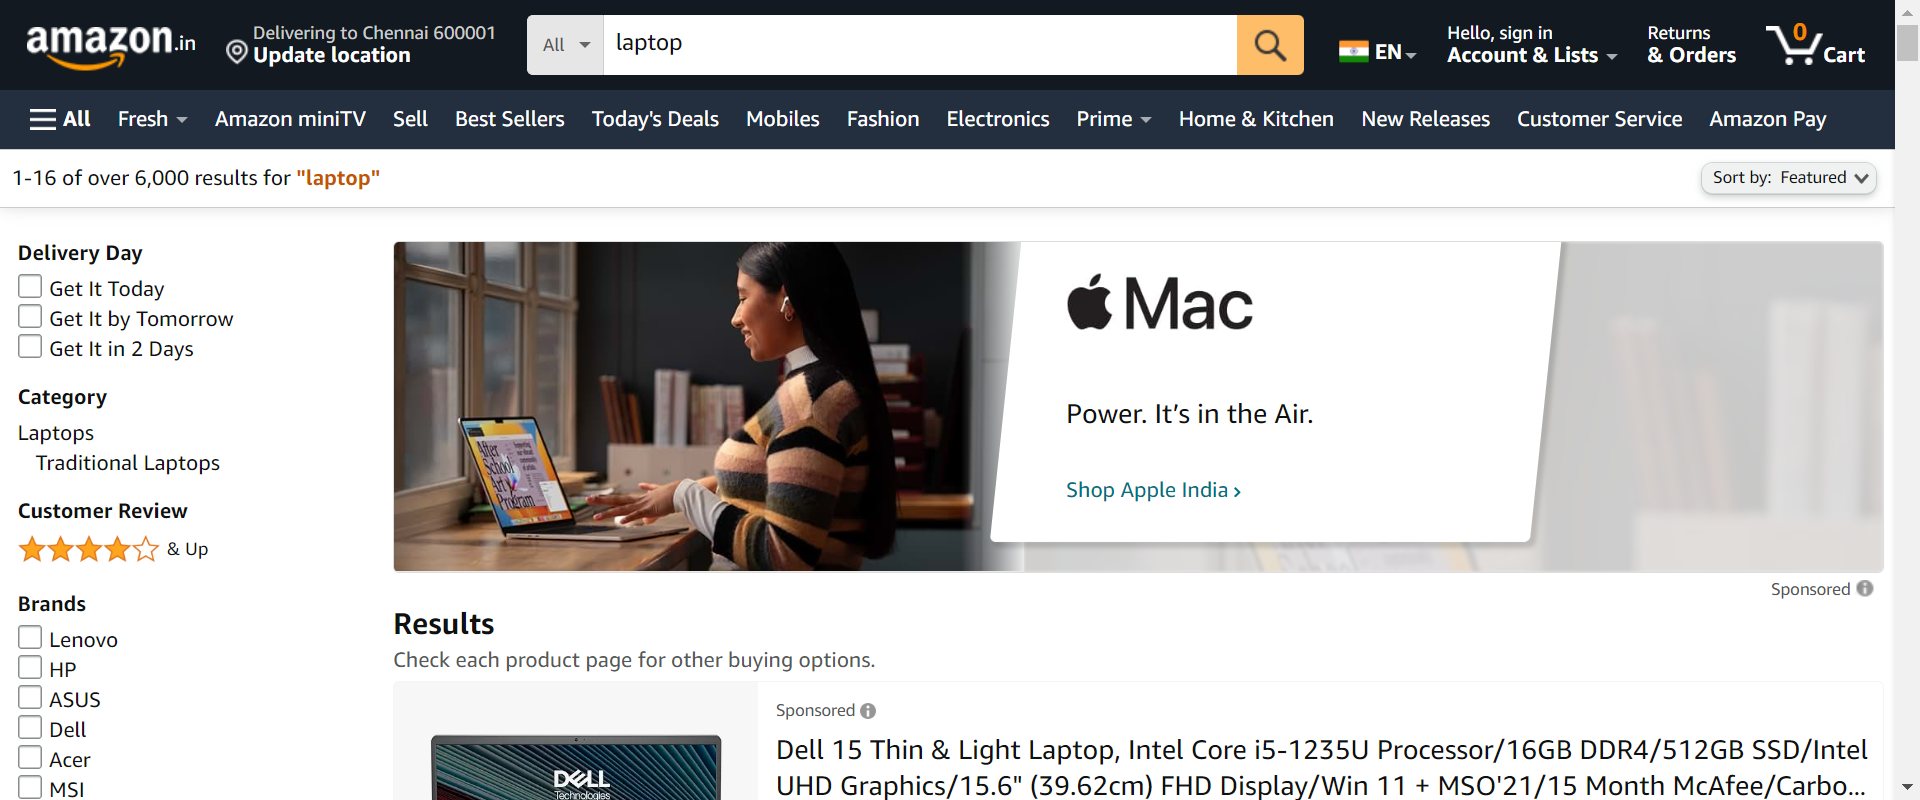 amazon.in
Delivering to Chennai 600001
Update location
All
laptop
EN
Hello, sign in
Account & Lists
Returns
& Orders
0
Cart
All
Fresh
Amazon miniTV
Sell
Best Sellers
Today's Deals
Mobiles
Fashion
Electronics
Prime
Home & Kitchen
New Releases
Customer Service
Amazon Pay
1-16 of over 6,000 results for "laptop"
Sort by: Featured
Delivery Day
Get It Today
Get It by Tomorrow
Get It in 2 Days
Category
Laptops
Traditional Laptops
Customer Review
& Up
Brands
Lenovo
HP
ASUS
Dell
Acer
MSI
After
School
Art
Program
Mac
Power. It’s in the Air.
Shop Apple India ›
Sponsored
Results
Check each product page for other buying options.
DELL
Technologies
Sponsored
Dell 15 Thin & Light Laptop, Intel Core i5-1235U Processor/16GB DDR4/512GB SSD/Intel
UHD Graphics/15.6" (39.62cm) FHD Display/Win 11 + MSO'21/15 Month McAfee/Carbo...